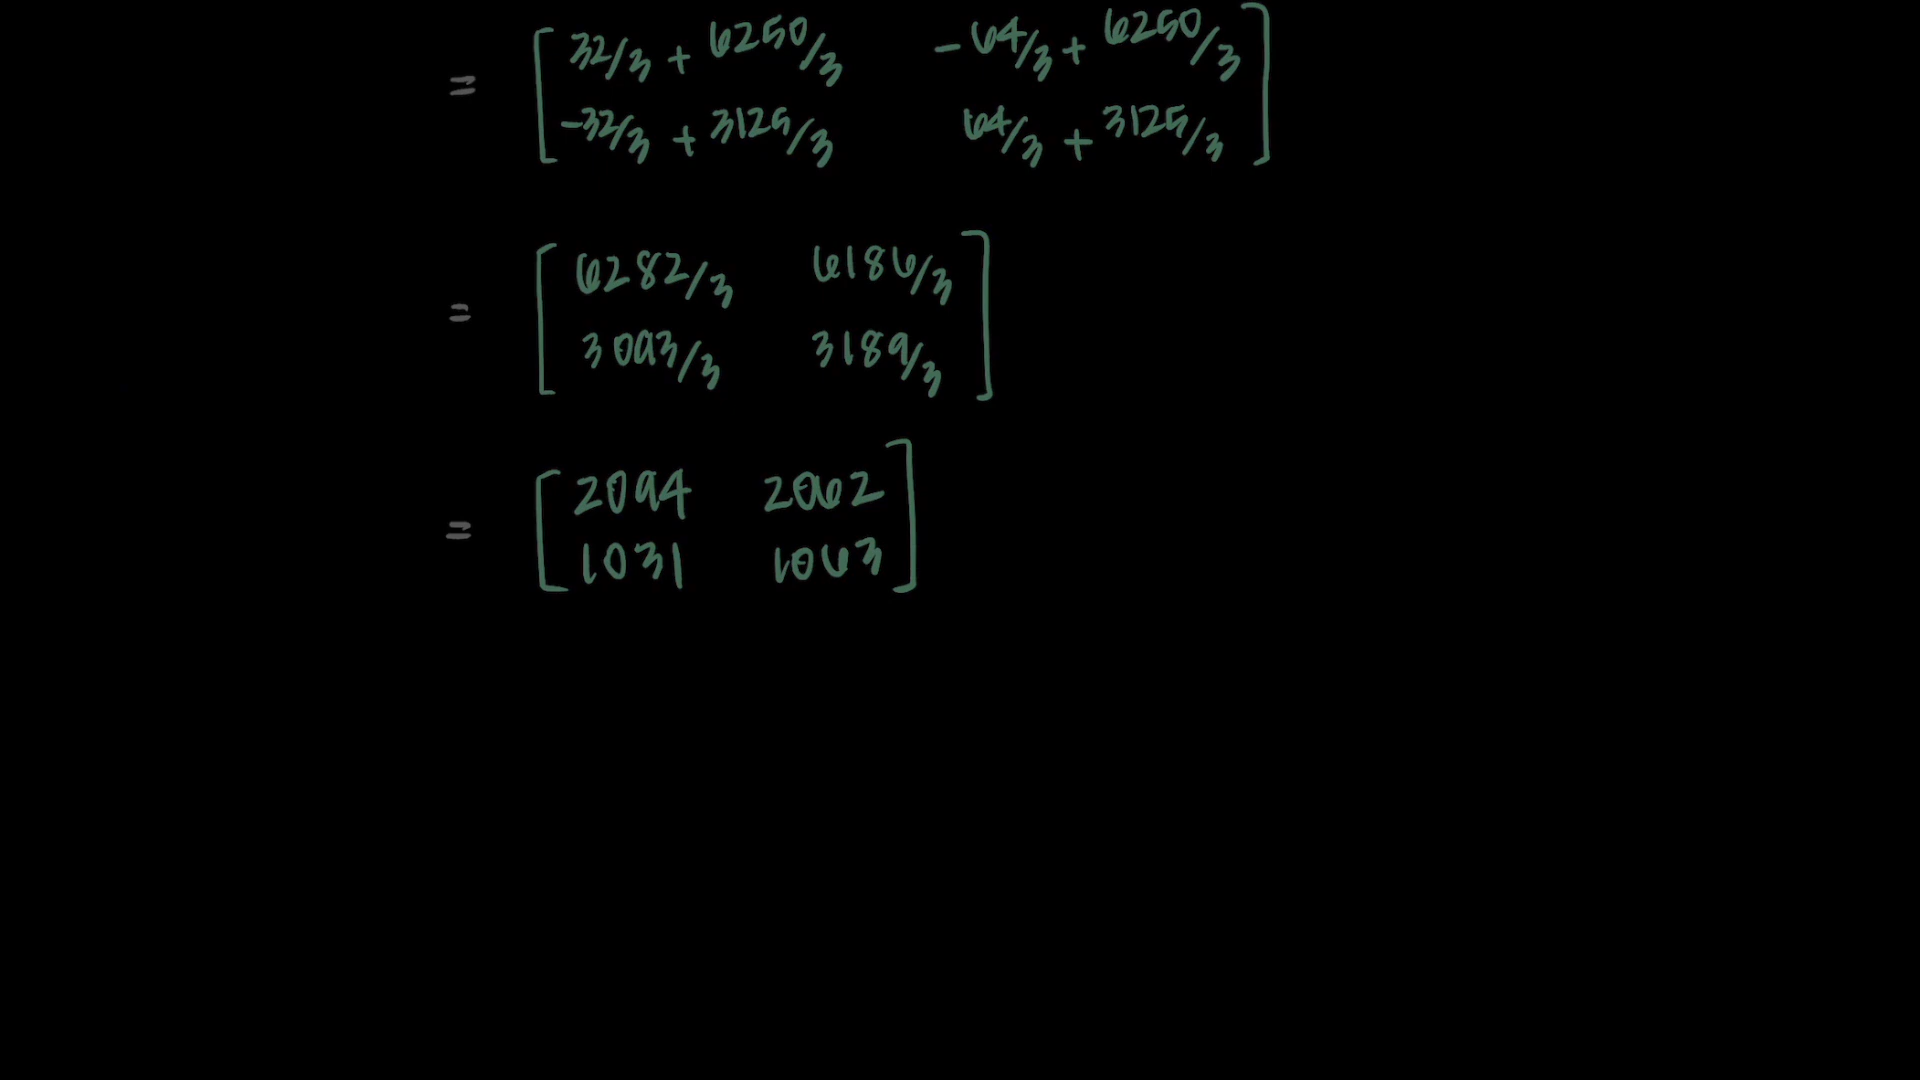 = [ 32/3 + 6250/3 -64/3 + 6250/3 ]
-32/3 + 3125/3 64/3 + 3125/3
= [ 6282/3 6186/3 ]
3093/3 3189/3
= [ 2094 2062 ]
1031 1063